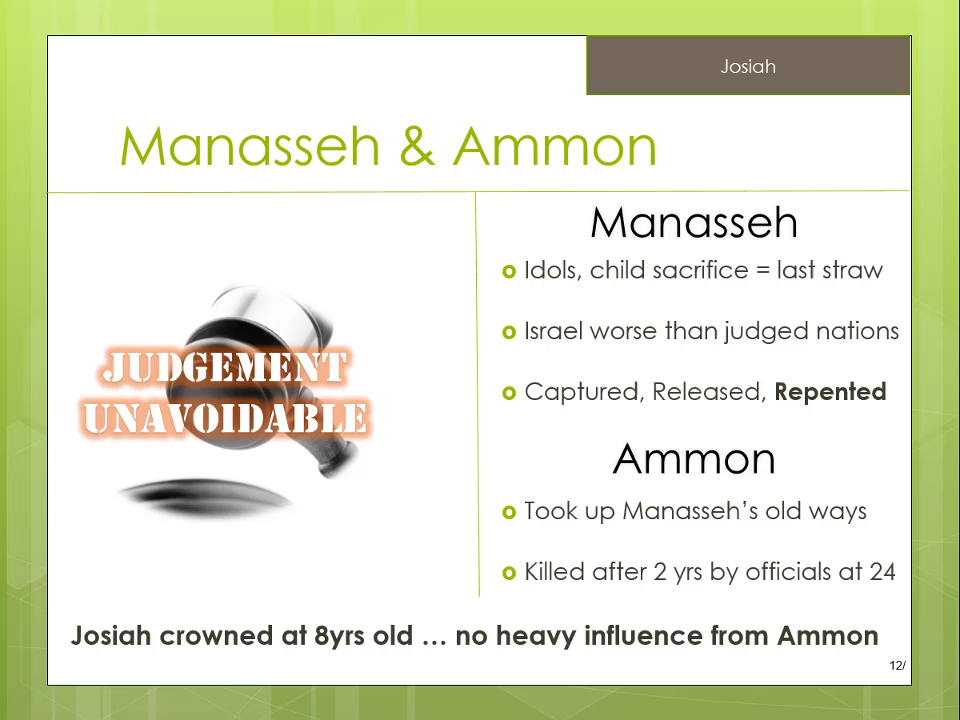 Josiah
Manasseh & Ammon
JUDGEMENT
UNAVOIDABLE
Manasseh
Idols, child sacrifice = last straw
Israel worse than judged nations
Captured, Released, Repented
Ammon
Took up Manasseh’s old ways
Killed after 2 yrs by officials at 24
Josiah crowned at 8yrs old … no heavy influence from Ammon
12/